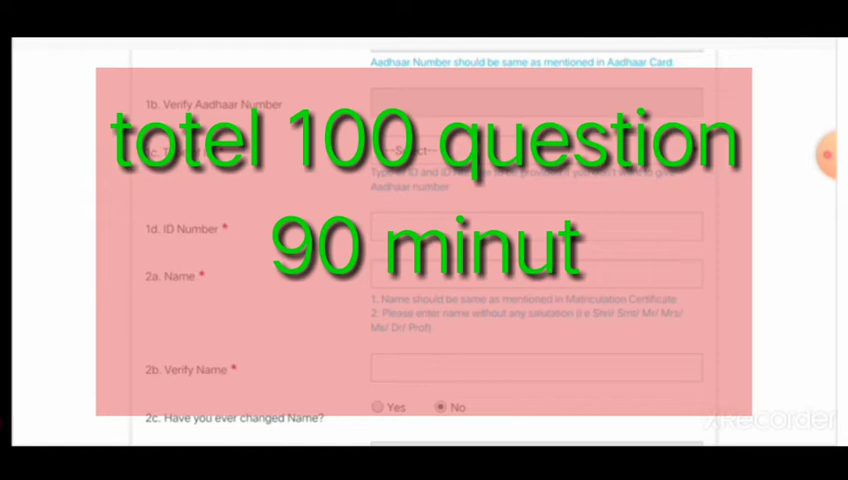 Aadhaar Number should be same as mentioned in Aadhaar Card
1b. Verify Aadhaar Number
totel 100 question
--Select--
Aadhaar number
1d. ID Number *
90 minut
2a. Name *
1. Name should be same as mentioned in Matriculation Certificate
2. Please enter name without any salutation (i.e Shri/ Smt/ Mr/ Mrs/
Ms/ Dr/ Prof).
2b. Verify Name *
Yes No
2c. Have you ever changed Name?
XRecorder